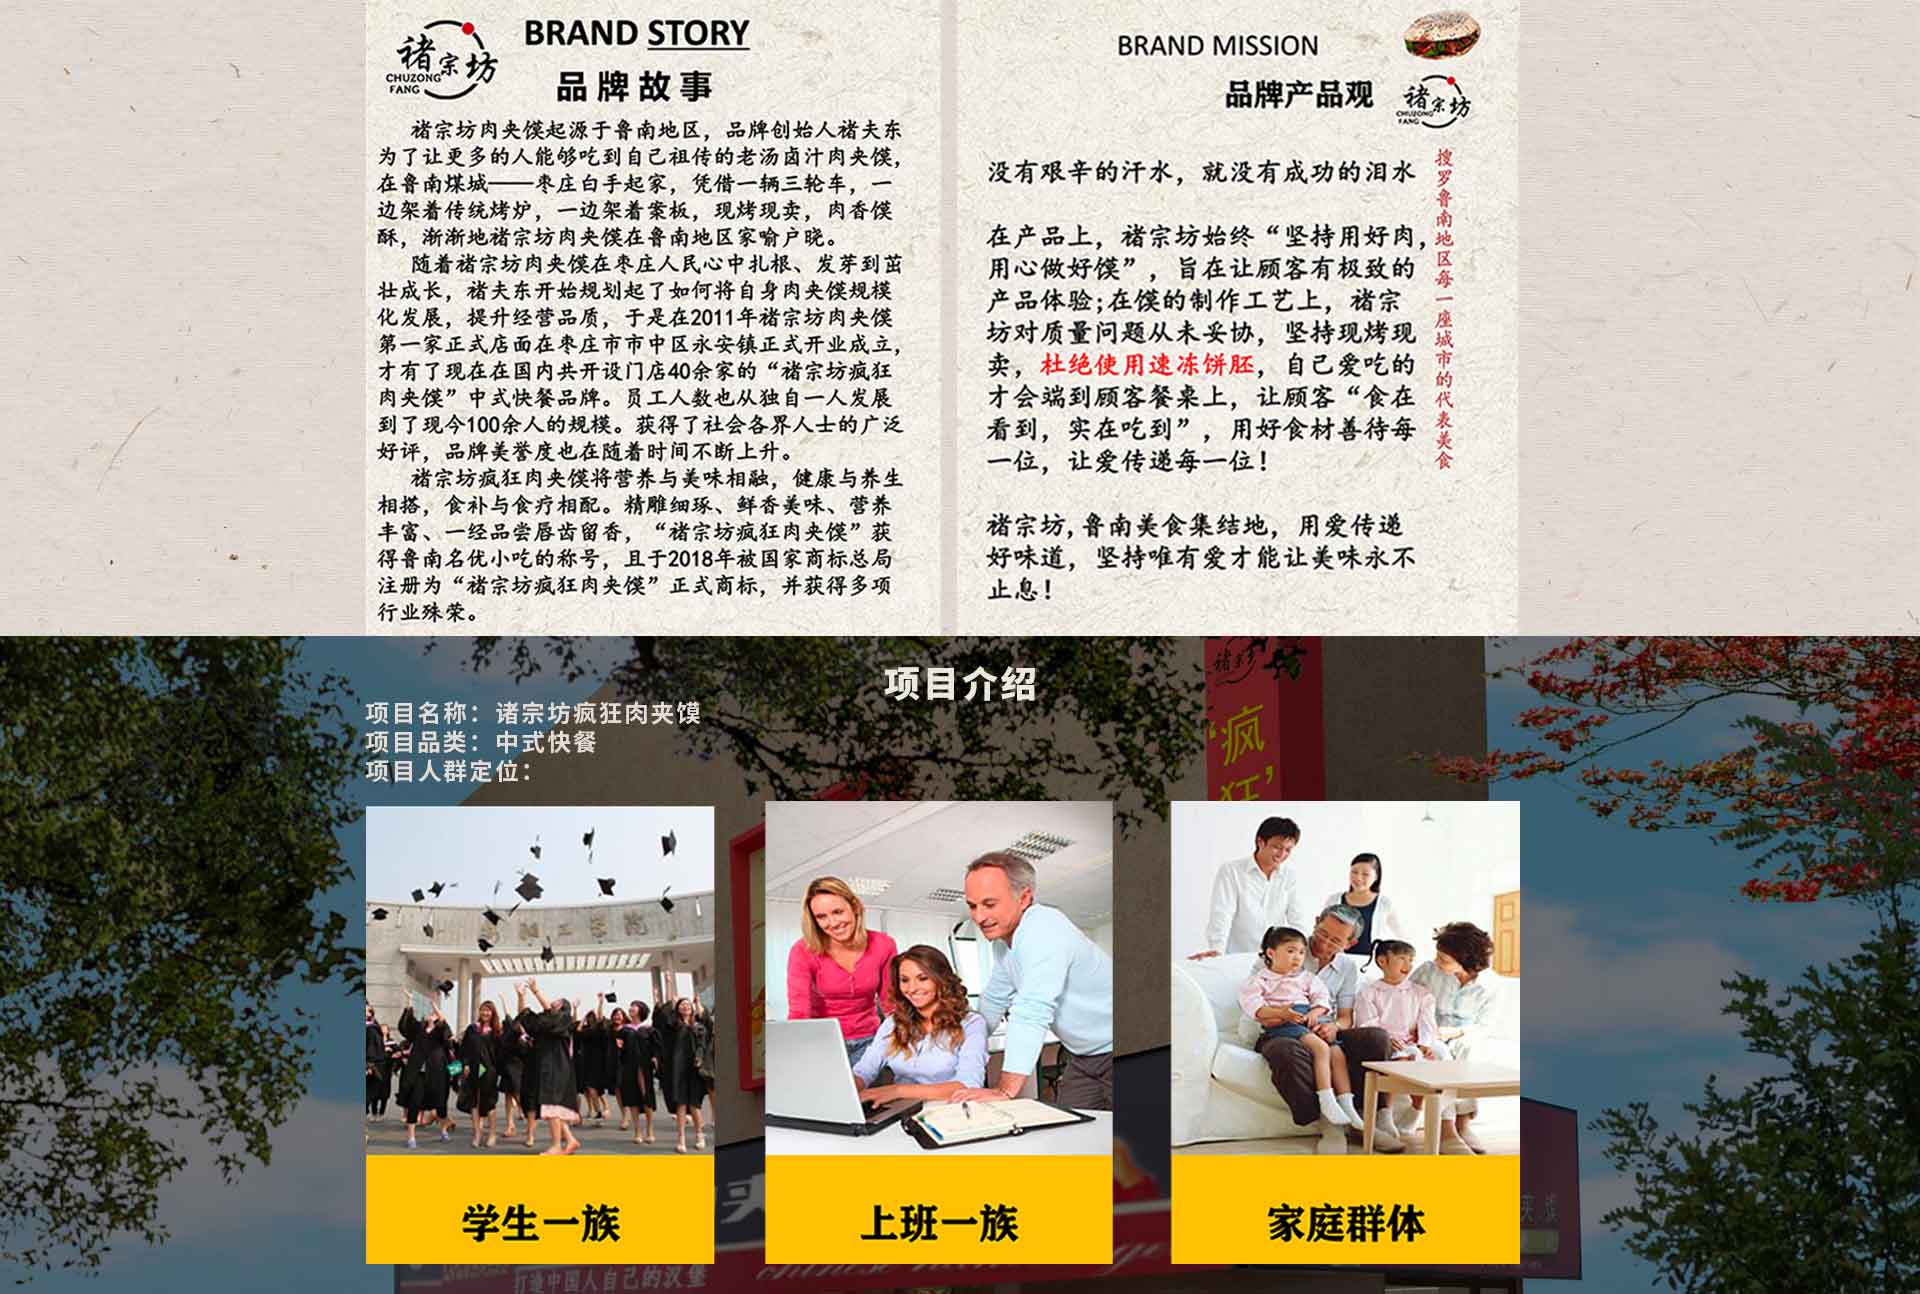 褚宗坊
CHUZONG
FANG
BRAND STORY
品牌故事
褚宗坊肉夹馍起源于鲁南地区，品牌创始人褚夫东
为了让更多的人能够吃到自己祖传的老汤卤汁肉夹馍，
在鲁南煤城——枣庄白手起家，凭借一辆三轮车，一
边架着传统烤炉，一边架着案板，现烤现卖，肉香馍
酥，渐渐地褚宗坊肉夹馍在鲁南地区家喻户晓。
随着褚宗坊肉夹馍在枣庄人民心中扎根、发芽到茁
壮成长，褚夫东开始规划起了如何将自身肉夹馍规模
化发展，提升经营品质，于是在2011年褚宗坊肉夹馍
第一家正式店面在枣庄市市中区永安镇正式开业成立，
才有了现在在国内共开设门店40余家的“褚宗坊疯狂
肉夹馍”中式快餐品牌。员工人数也从独自一人发展
到了现今100余人的规模。获得了社会各界人士的广泛
好评，品牌美誉度也在随着时间不断上升。
褚宗坊疯狂肉夹馍将营养与美味相融，健康与养生
相搭，食补与食疗相配。精雕细琢、鲜香美味、营养
丰富、一经品尝唇齿留香，“褚宗坊疯狂肉夹馍”获
得鲁南名优小吃的称号，且于2018年被国家商标总局
注册为“褚宗坊疯狂肉夹馍”正式商标，并获得多项
行业殊荣。
BRAND MISSION
品牌产品观
褚宗坊
CHUZONG
FANG
搜罗鲁南地区每一座城市的代表美食
没有艰辛的汗水，就没有成功的泪水
在产品上，褚宗坊始终“坚持用好肉，
用心做好馍”，旨在让顾客有极致的
产品体验;在馍的制作工艺上，褚宗
坊对质量问题从未妥协，坚持现烤现
卖，杜绝使用速冻饼胚，自己爱吃的
才会端到顾客餐桌上，让顾客“食在
看到，实在吃到”，用好食材善待每
一位，让爱传递每一位！
褚宗坊,鲁南美食集结地，用爱传递
好味道，坚持唯有爱才能让美味永不
止息！
项目介绍
项目名称：诸宗坊疯狂肉夹馍
项目品类：中式快餐
项目人群定位：
褚宗坊
‘疯
狂’
学生一族
上班一族
家庭群体
打造中国人自己的汉堡